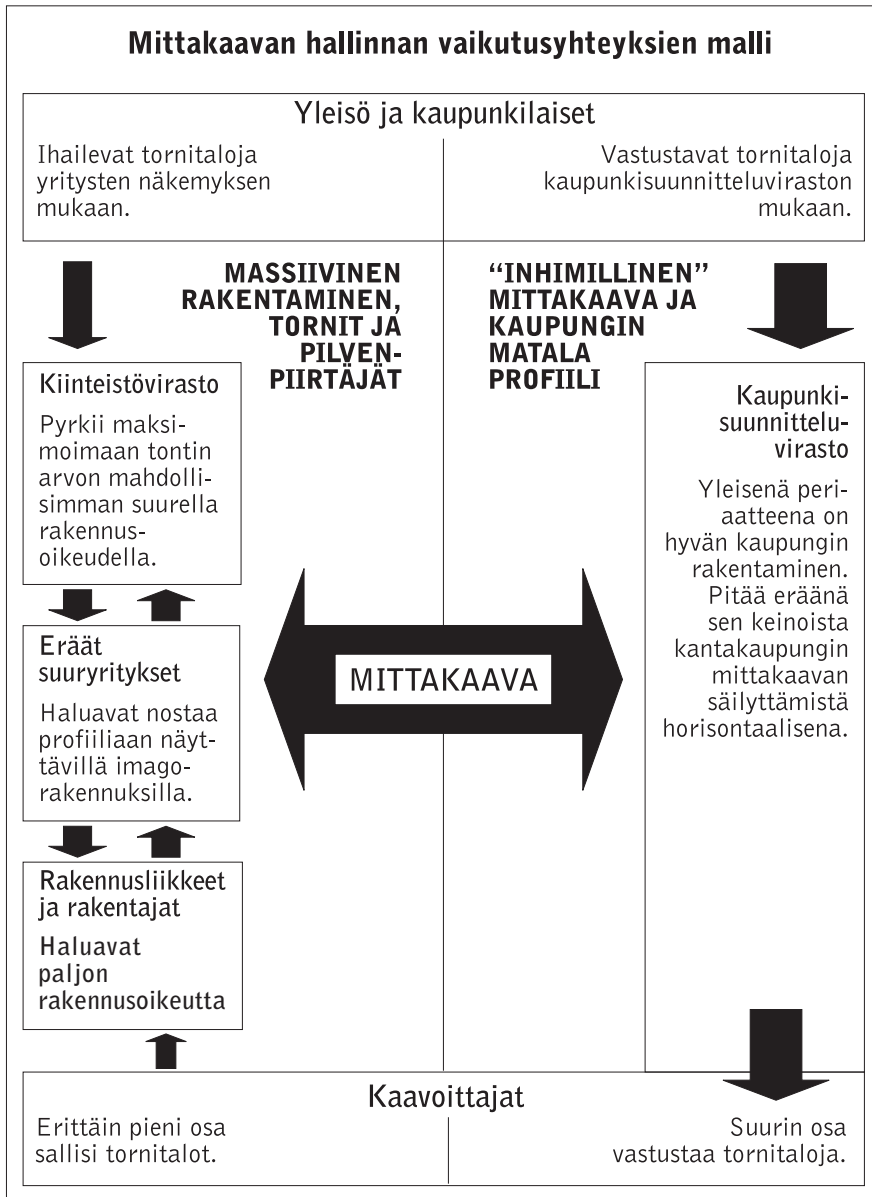 Mittakaavan hallinnan vaikutusyhteyksien malli
Yleisö ja kaupunkilaiset
Ihailevat tornitaloja
yritysten näkemyksen
mukaan.
Vastustavat tornitaloja
kaupunkisuunnitteluviraston
mukaan.
MASSIIVINEN
RAKENTAMINEN,
TORNIT JA
PILVEN-
PIIRTÄJÄT
“INHIMILLINEN”
MITTAKAAVA JA
KAUPUNGIN
MATALA
PROFIILI
Kiinteistövirasto
Pyrkii maksi-
moimaan tontin
arvon mahdolli-
simman suurella
rakennus-
oikeudella.
Eräät
suuryritykset
Haluavat nostaa
profiiliaan näyt-
tävillä imago-
rakennuksilla.
Rakennusliikkeet
ja rakentajat
Haluavat
paljon
rakennusoikeutta
MITTAKAAVA
Kaupunki-
suunnittelu-
virasto
Yleisenä peri-
aatteena on
hyvän kaupungin
rakentaminen.
Pitää eräänä
sen keinoista
kantakaupungin
mittakaavan
säilyttämistä
horisontaalisena.
Kaavoittajat
Erittäin pieni osa
sallisi tornitalot.
Suurin osa
vastustaa tornitaloja.